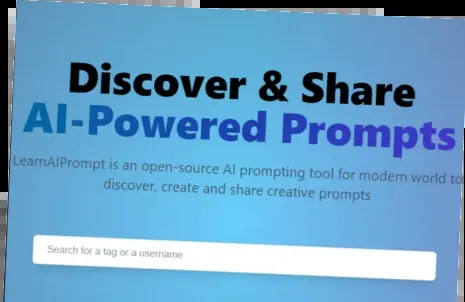 Discover & Share
AI-Powered Prompts
LearnAIPrompt is an open-source AI prompting tool for modern world to
discover, create and share creative prompts
Search for a tag or a username